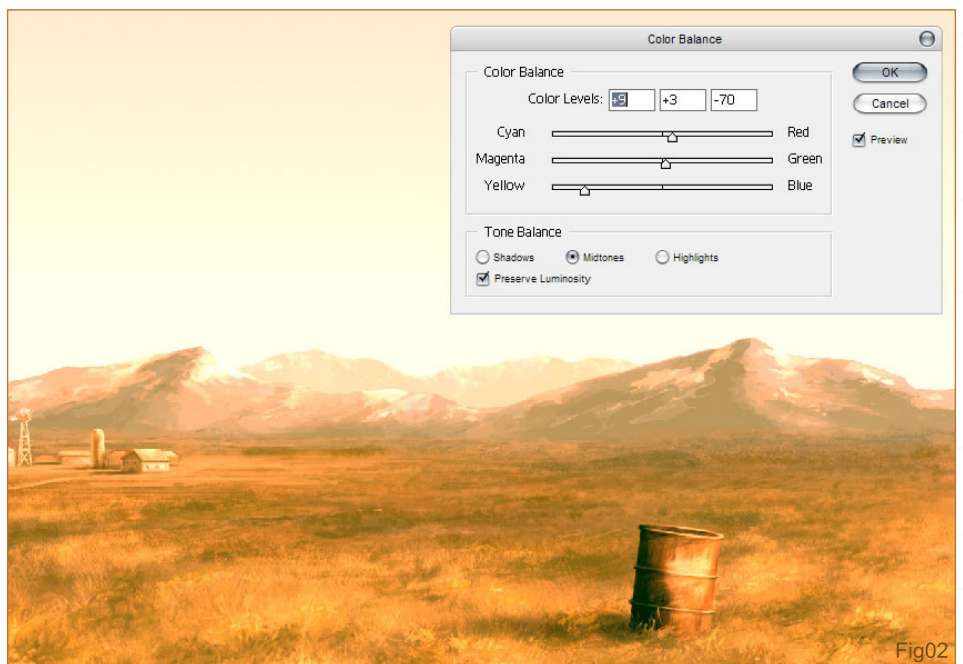 Color Balance
Color Balance
Color Levels: +9 +3 -70
Cyan Red
Magenta Green
Yellow Blue
Tone Balance
Shadows Midtones Highlights
Preserve Luminosity
OK
Cancel
Preview
Fig02